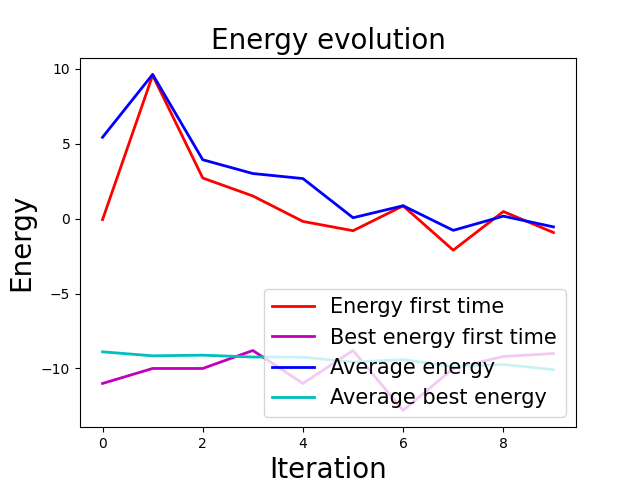 Energy evolution
10
5
0
−5
−10
Energy
Energy first time
Best energy first time
Average energy
Average best energy
0 2 4 6 8
Iteration